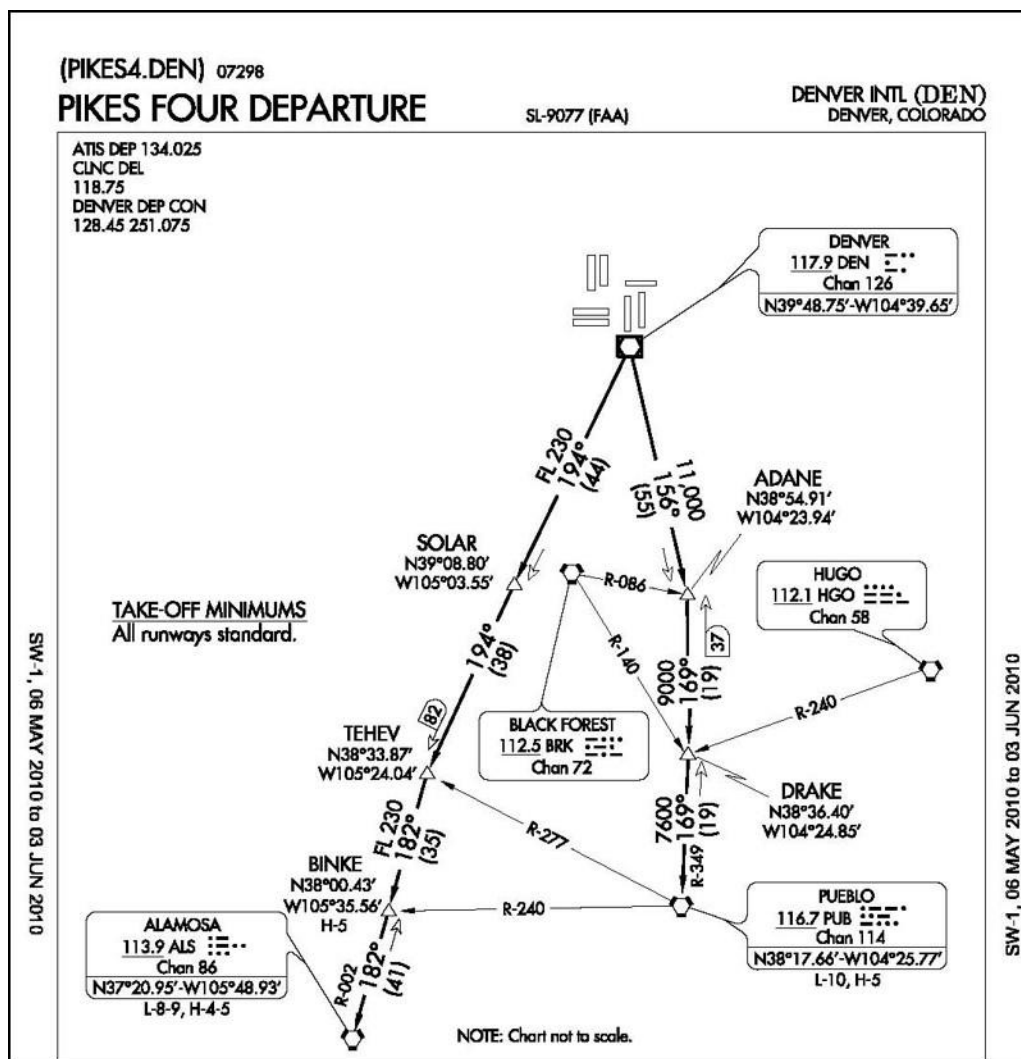 (PIKES4.DEN) 07298
PIKES FOUR DEPARTURE
SL-9077 (FAA)
DENVER INTL (DEN)
DENVER, COLORADO
ATIS DEP 134.025
CLNC DEL
118.75
DENVER DEP CON
128.45 251.075
DENVER
117.9 DEN
Chan 126
N39°48.75'-W104°39.65'
FL 230
194°
(44)
11,000
156°
(55)
ADANE
N38°54.91'
W104°23.94'
SOLAR
N39°08.80'
W105°03.55'
R-086
HUGO
112.1 HGO
Chan 58
TAKE-OFF MINIMUMS
All runways standard.
194°
(38)
R-140
37
9000
169°
(19)
R-240
82
BLACK FOREST
112.5 BRK
Chan 72
TEHEV
N38°33.87'
W105°24.04'
DRAKE
N38°36.40'
W104°24.85'
7600
169°
(19)
R-349
R-277
FL 230
182°
(35)
BINKE
N38°00.43'
W105°35.56'
H-5
R-240
PUEBLO
116.7 PUB
Chan 114
N38°17.66'-W104°25.77'
L-10, H-5
ALAMOSA
113.9 ALS
Chan 86
N37°20.95'-W105°48.93'
L-8-9, H-4-5
R-002
182°
(41)
NOTE: Chart not to scale.
SW-1, 06 MAY 2010 to 03 JUN 2010
SW-1, 06 MAY 2010 to 03 JUN 2010